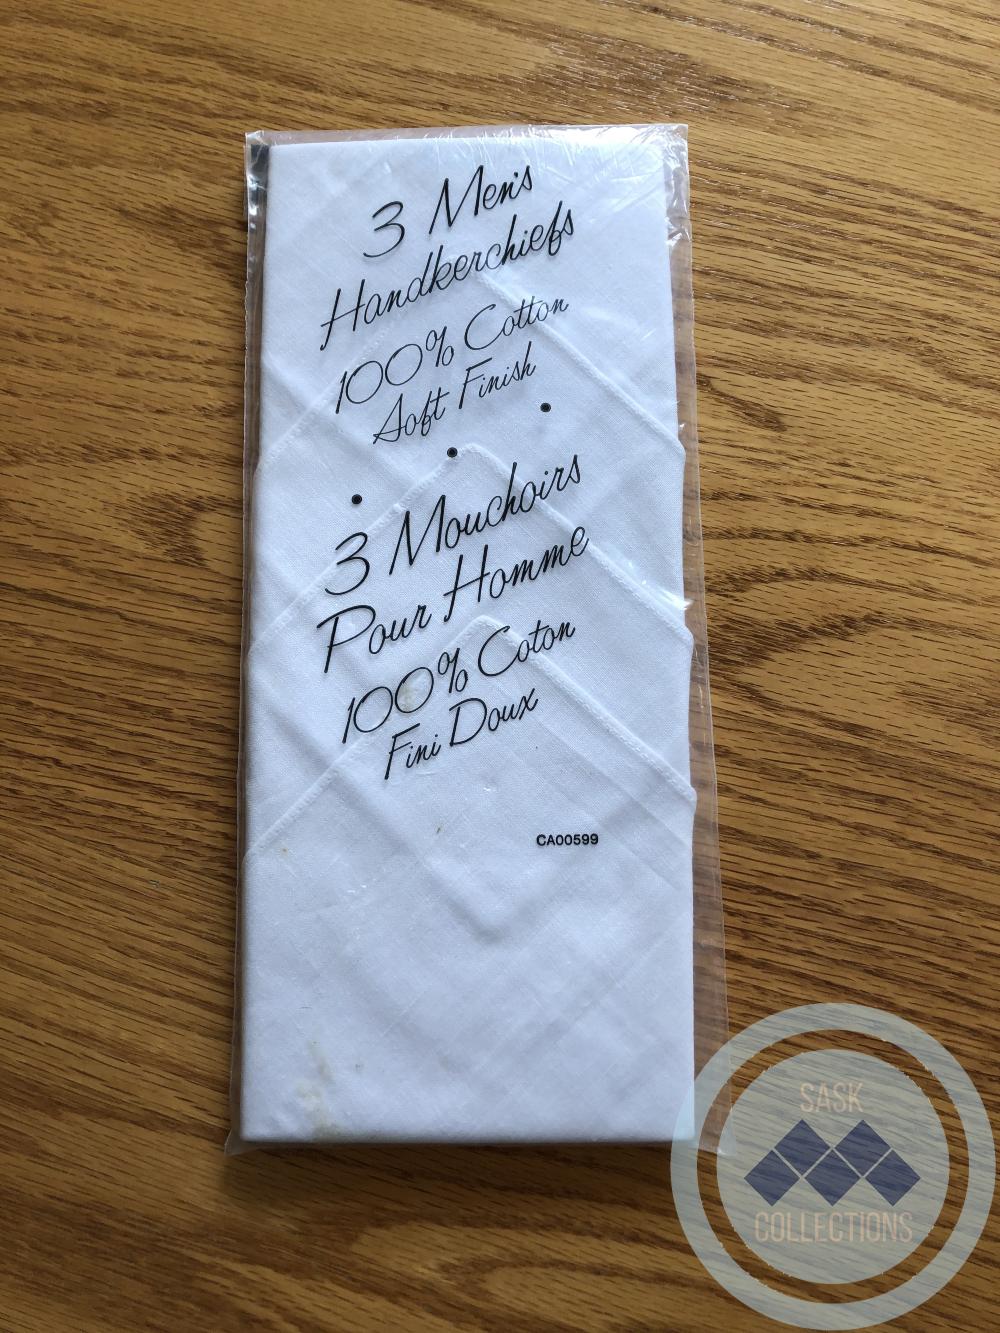 3 Men's
Handkerchiefs
100% Cotton
Soft Finish
3 Mouchoirs
Pour Homme
100% Coton
Fini Doux
CA00599
SASK
COLLECTIONS